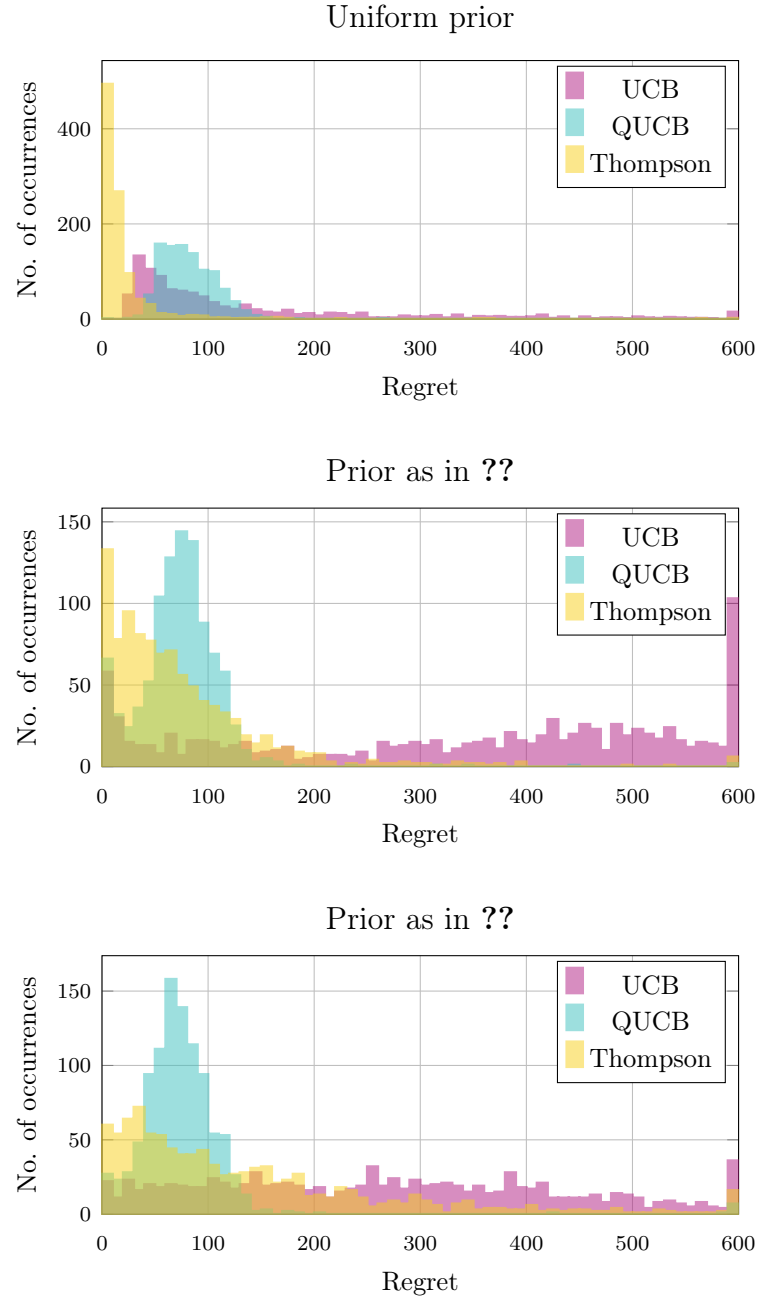 Uniform prior
No. of occurrences
400
200
0
UCB
QUCB
Thompson
0 100 200 300 400 500 600
Regret
Prior as in ??
No. of occurrences
150
100
50
0
UCB
QUCB
Thompson
0 100 200 300 400 500 600
Regret
Prior as in ??
No. of occurrences
150
100
50
0
UCB
QUCB
Thompson
0 100 200 300 400 500 600
Regret